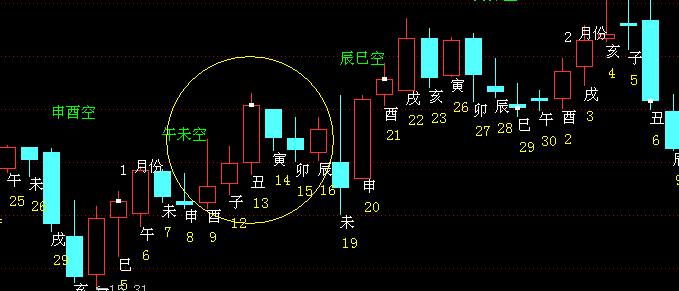 2 月份
亥
4
子
5
辰巳空
戌
22
亥
23
寅
26
卯
27
辰
28
巳
29
午
30
酉
2
戌
3
丑
6
酉
21
申酉空
午未空
1 月份
午
25
未
26
戌
29
亥
巳
5
午
6
未
7
申
8
酉
9
子
12
丑
13
寅
14
卯
15
辰
16
未
19
申
20